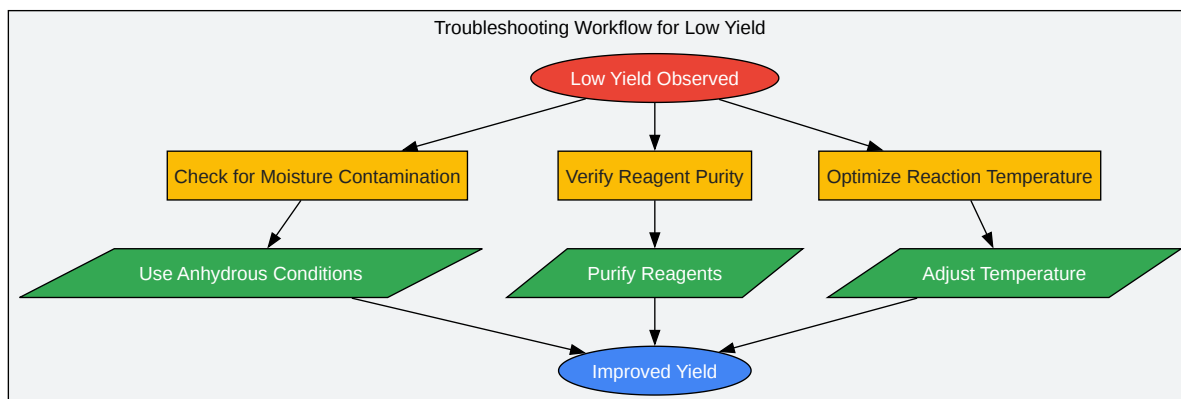 Troubleshooting Workflow for Low Yield
Low Yield Observed
Check for Moisture Contamination
Verify Reagent Purity
Optimize Reaction Temperature
Use Anhydrous Conditions
Purify Reagents
Adjust Temperature
Improved Yield